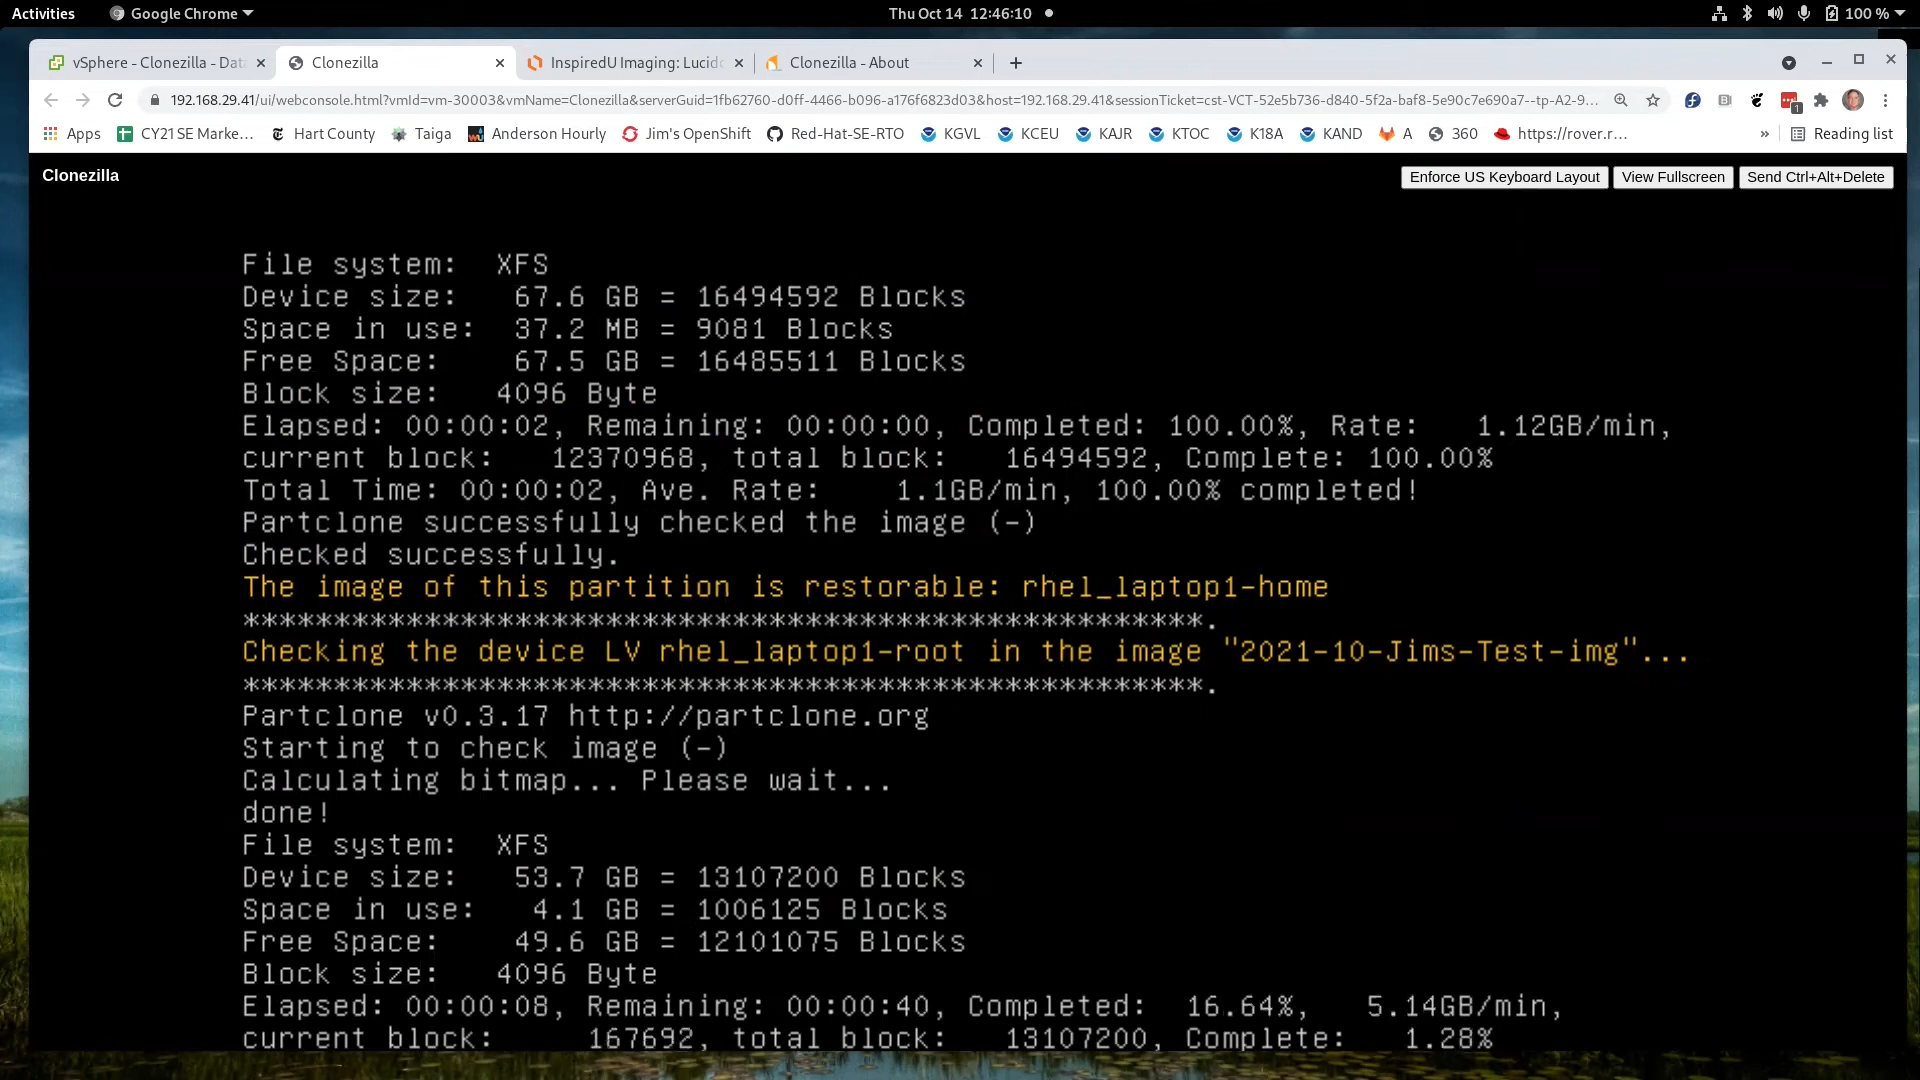 Activities Google Chrome Thu Oct 14 12:46:10 100 %
vSphere - Clonezilla - Data Clonezilla InspiredU Imaging: Lucid Clonezilla - About
192.168.29.41/ui/webconsole.html?vmId=vm-30003&vmName=Clonezilla&serverGuid=1fb62760-d0ff-4466-b096-a176f6823d03&host=192.168.29.41&sessionTicket=cst-VCT-52e5b736-d840-5f2a-baf8-5e90c7e690a7--tp-A2-9...
Apps CY21 SE Marke... Hart County Taiga Anderson Hourly Jim's OpenShift Red-Hat-SE-RTO KGVL KCEU KAJR KTOC K18A KAND A 360 https://rover.r... » Reading list
Clonezilla Enforce US Keyboard Layout View Fullscreen Send Ctrl+Alt+Delete
File system: XFS
Device size: 67.6 GB = 16494592 Blocks
Space in use: 37.2 MB = 9081 Blocks
Free Space: 67.5 GB = 16485511 Blocks
Block size: 4096 Byte
Elapsed: 00:00:02, Remaining: 00:00:00, Completed: 100.00%, Rate: 1.12GB/min,
current block: 12370968, total block: 16494592, Complete: 100.00%
Total Time: 00:00:02, Ave. Rate: 1.1GB/min, 100.00% completed!
Partclone successfully checked the image (-)
Checked successfully.
The image of this partition is restorable: rhel_laptop1-home
*****************************************************.
Checking the device LV rhel_laptop1-root in the image "2021-10-Jims-Test-img"...
*****************************************************.
Partclone v0.3.17 http://partclone.org
Starting to check image (-)
Calculating bitmap... Please wait...
done!
File system: XFS
Device size: 53.7 GB = 13107200 Blocks
Space in use: 4.1 GB = 1006125 Blocks
Free Space: 49.6 GB = 12101075 Blocks
Block size: 4096 Byte
Elapsed: 00:00:08, Remaining: 00:00:40, Completed: 16.64%, 5.14GB/min,
current block: 167692, total block: 13107200, Complete: 1.28%